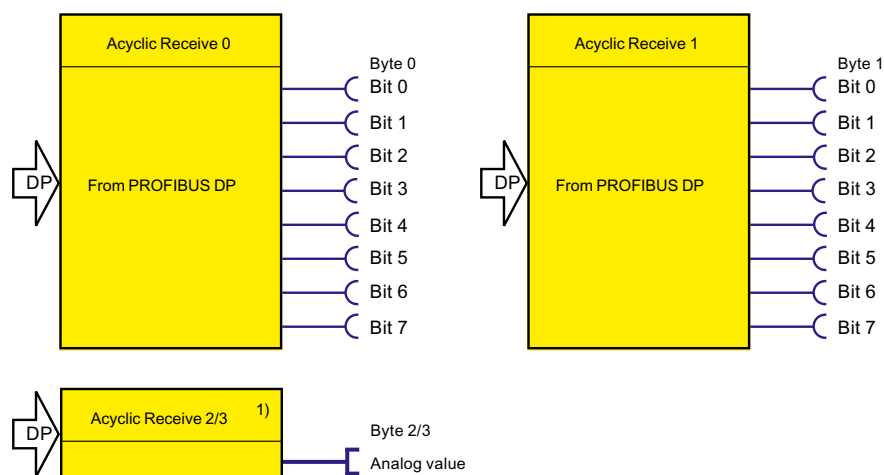 Acyclic Receive 0
Byte 0
Bit 0
Bit 1
Bit 2
DP
From PROFIBUS DP
Bit 3
Bit 4
Bit 5
Bit 6
Bit 7
Acyclic Receive 1
Byte 1
Bit 0
Bit 1
Bit 2
DP
From PROFIBUS DP
Bit 3
Bit 4
Bit 5
Bit 6
Bit 7
DP
Acyclic Receive 2/3 1)
Byte 2/3
Analog value